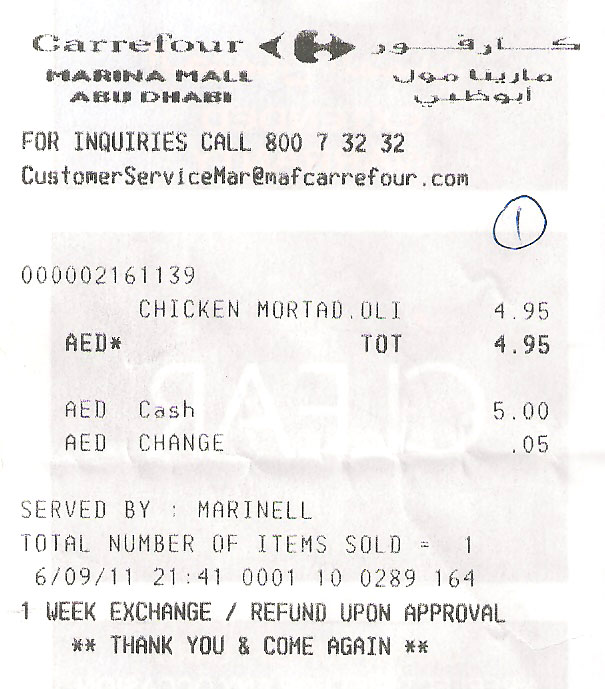 Carrefour كارفور
MARINA MALL مارينا مول
ABU DHABI أبوظبي
FOR INQUIRIES CALL 800 7 32 32
CustomerServiceMar@mafcarrefour.com
1
000002161139
CHICKEN MORTAD.OLI 4.95
AED* TOT 4.95
AED Cash 5.00
AED CHANGE .05
SERVED BY : MARINELL
TOTAL NUMBER OF ITEMS SOLD = 1
6/09/11 21:41 0001 10 0289 164
1 WEEK EXCHANGE / REFUND UPON APPROVAL
** THANK YOU & COME AGAIN **